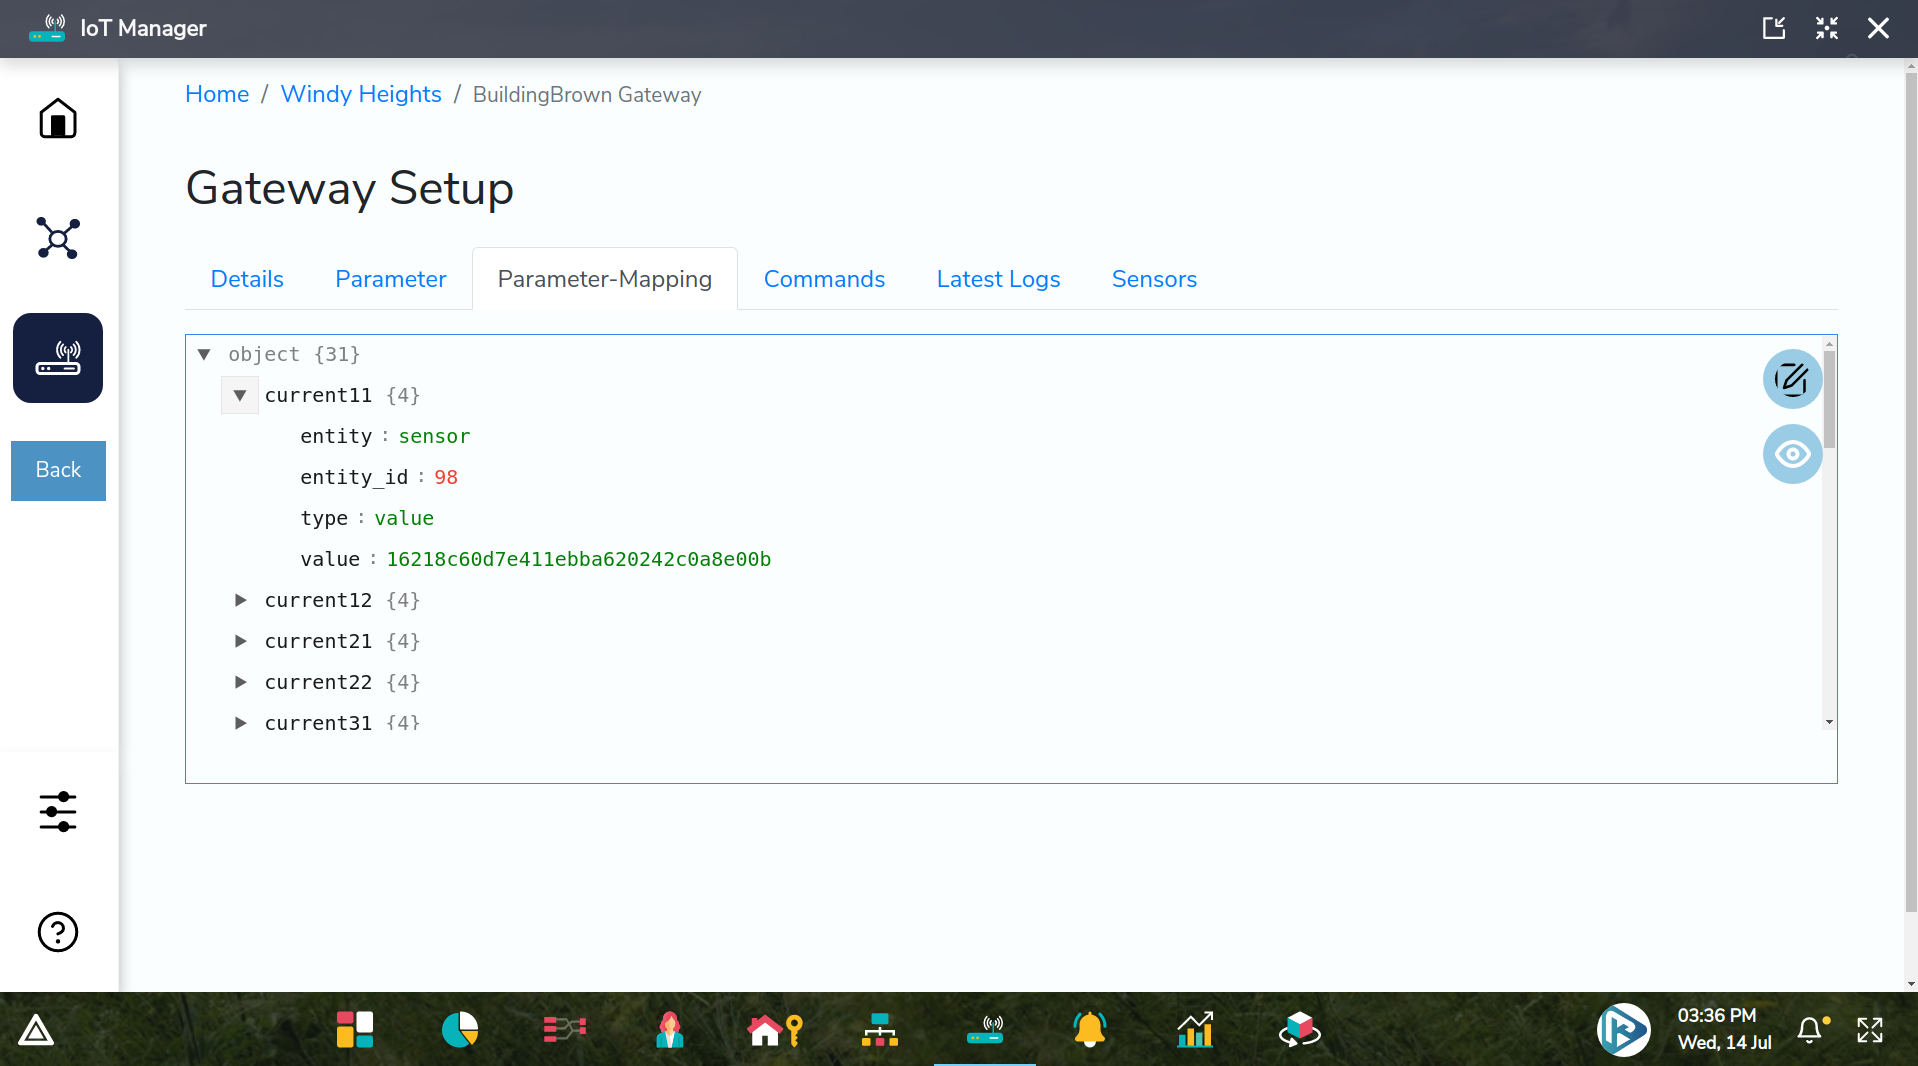 IoT Manager
Home / Windy Heights / BuildingBrown Gateway
Gateway Setup
Details Parameter Parameter-Mapping Commands Latest Logs Sensors
Back
object {31}
current11 {4}
entity : sensor
entity_id : 98
type : value
value : 16218c60d7e411ebba620242c0a8e00b
current12 {4}
current21 {4}
current22 {4}
current31 {4}
03:36 PM
Wed, 14 Jul